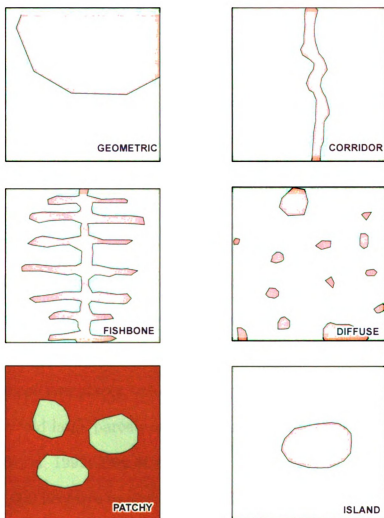 GEOMETRIC
CORRIDOR
FISHBONE
DIFFUSE
PATCHY
ISLAND